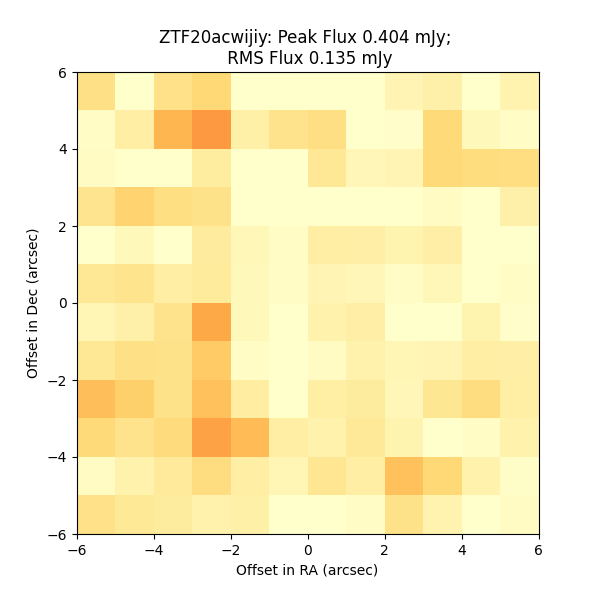 ZTF20acwijiy: Peak Flux 0.404 mJy;
RMS Flux 0.135 mJy
6
4
2
0
−2
−4
−6
Offset in Dec (arcsec)
−6 −4 −2 0 2 4 6
Offset in RA (arcsec)